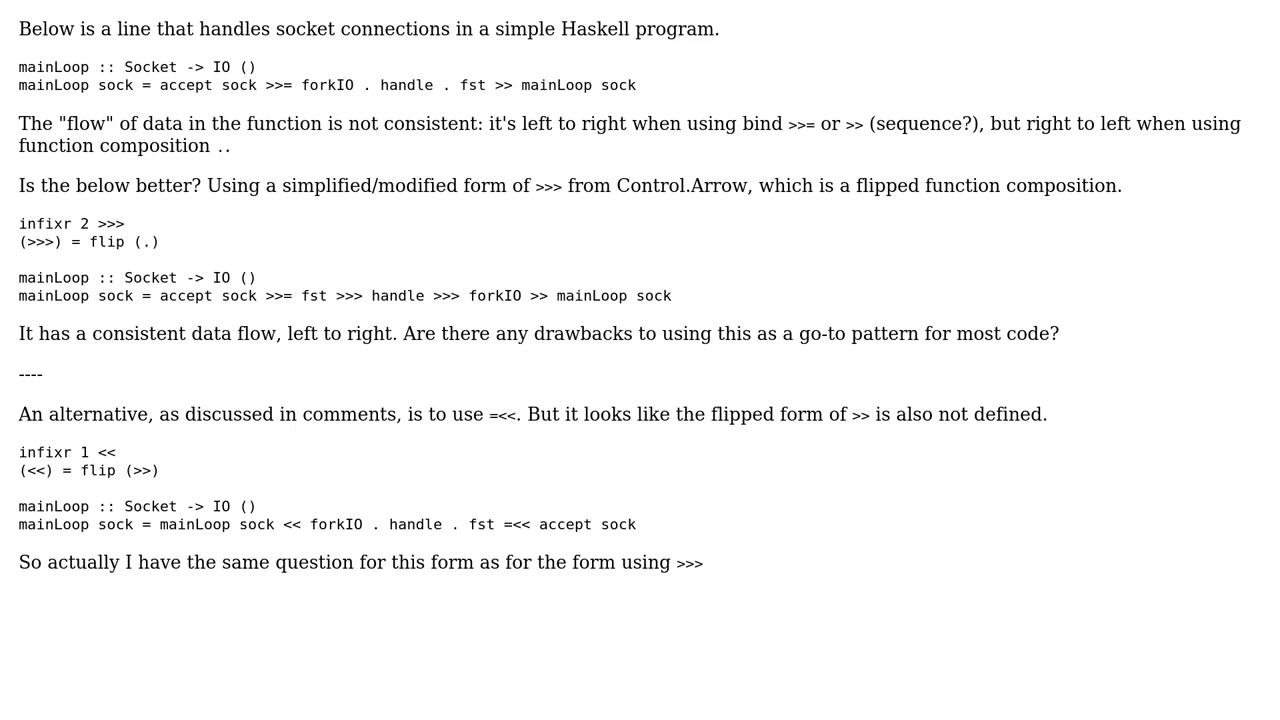 Below is a line that handles socket connections in a simple Haskell program.
mainLoop :: Socket -> IO ()
mainLoop sock = accept sock >>= forkIO . handle . fst >> mainLoop sock
The "flow" of data in the function is not consistent: it's left to right when using bind >>= or >> (sequence?), but right to left when using
function composition ..
Is the below better? Using a simplified/modified form of >>> from Control.Arrow, which is a flipped function composition.
infixr 2 >>>
(>>>) = flip (.)
mainLoop :: Socket -> IO ()
mainLoop sock = accept sock >>= fst >>> handle >>> forkIO >> mainLoop sock
It has a consistent data flow, left to right. Are there any drawbacks to using this as a go-to pattern for most code?
----
An alternative, as discussed in comments, is to use =<<. But it looks like the flipped form of >> is also not defined.
infixr 1 <<
(<<) = flip (>>)
mainLoop :: Socket -> IO ()
mainLoop sock = mainLoop sock << forkIO . handle . fst =<< accept sock
So actually I have the same question for this form as for the form using >>>